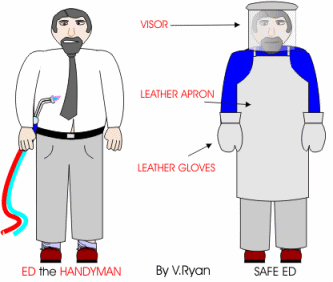 VISOR
LEATHER APRON
LEATHER GLOVES
ED the HANDYMAN
By V.Ryan
SAFE ED